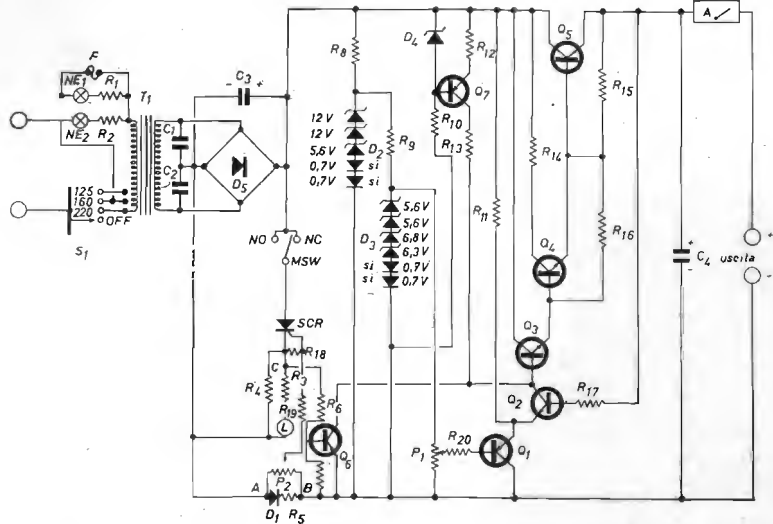 F
NE1
R1
T1
NE2
R2
125
160
220
OFF
S1
C1
C2
- C3 +
D5
NO
NC
MSW
SCR
R18
C
R3
R4
R19
R6
L
Q6
A
P2
B
D1
R5
R8
12V
12V
5,6V
D2
0,7V
si
0,7V
si
R9
5,6V
5,6V
D3
6,8V
6,3V
si
0,7V
si
0,7V
D4
R12
Q7
R10
R13
R11
P1
R20
Q1
Q2
R17
Q3
Q4
R14
Q5
R15
R16
A
+
-
C4
uscita
+
-